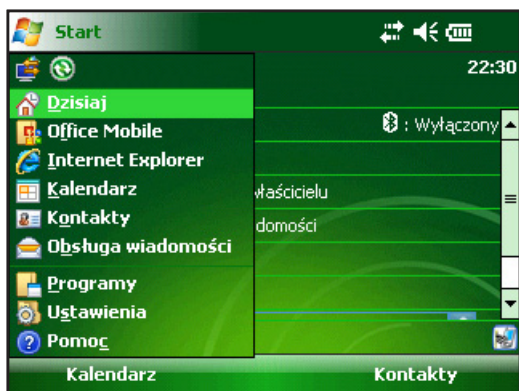 Start
22:30
Dzisiaj
Office Mobile
: Wyłączony
Internet Explorer
Kalendarz
właścicielu
Kontakty
domości
Obsługa wiadomości
Programy
Ustawienia
Pomoc
Kalendarz
Kontakty